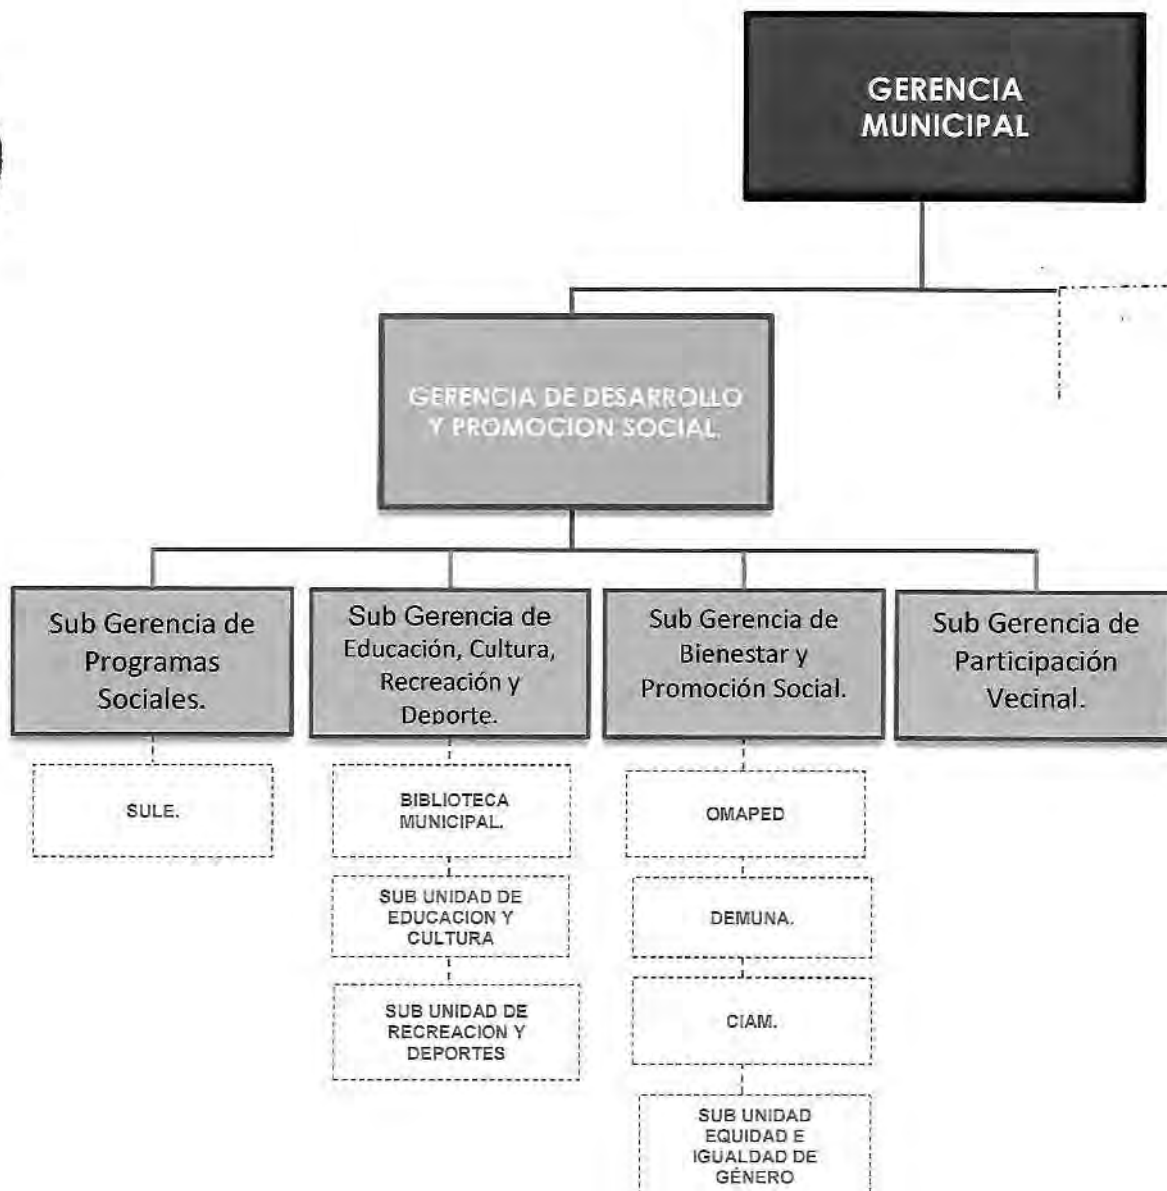 GERENCIA
MUNICIPAL
GERENCIA DE DESARROLLO
Y PROMOCION SOCIAL.
Sub Gerencia de
Programas
Sociales.
Sub Gerencia de
Educación, Cultura,
Recreación y
Deporte.
Sub Gerencia de
Bienestar y
Promoción Social.
Sub Gerencia de
Participación
Vecinal.
SULE.
BIBLIOTECA
MUNICIPAL.
SUB UNIDAD DE
EDUCACION Y
CULTURA
SUB UNIDAD DE
RECREACION Y
DEPORTES
OMAPED
DEMUNA.
CIAM.
SUB UNIDAD
EQUIDAD E
IGUALDAD DE
GÉNERO